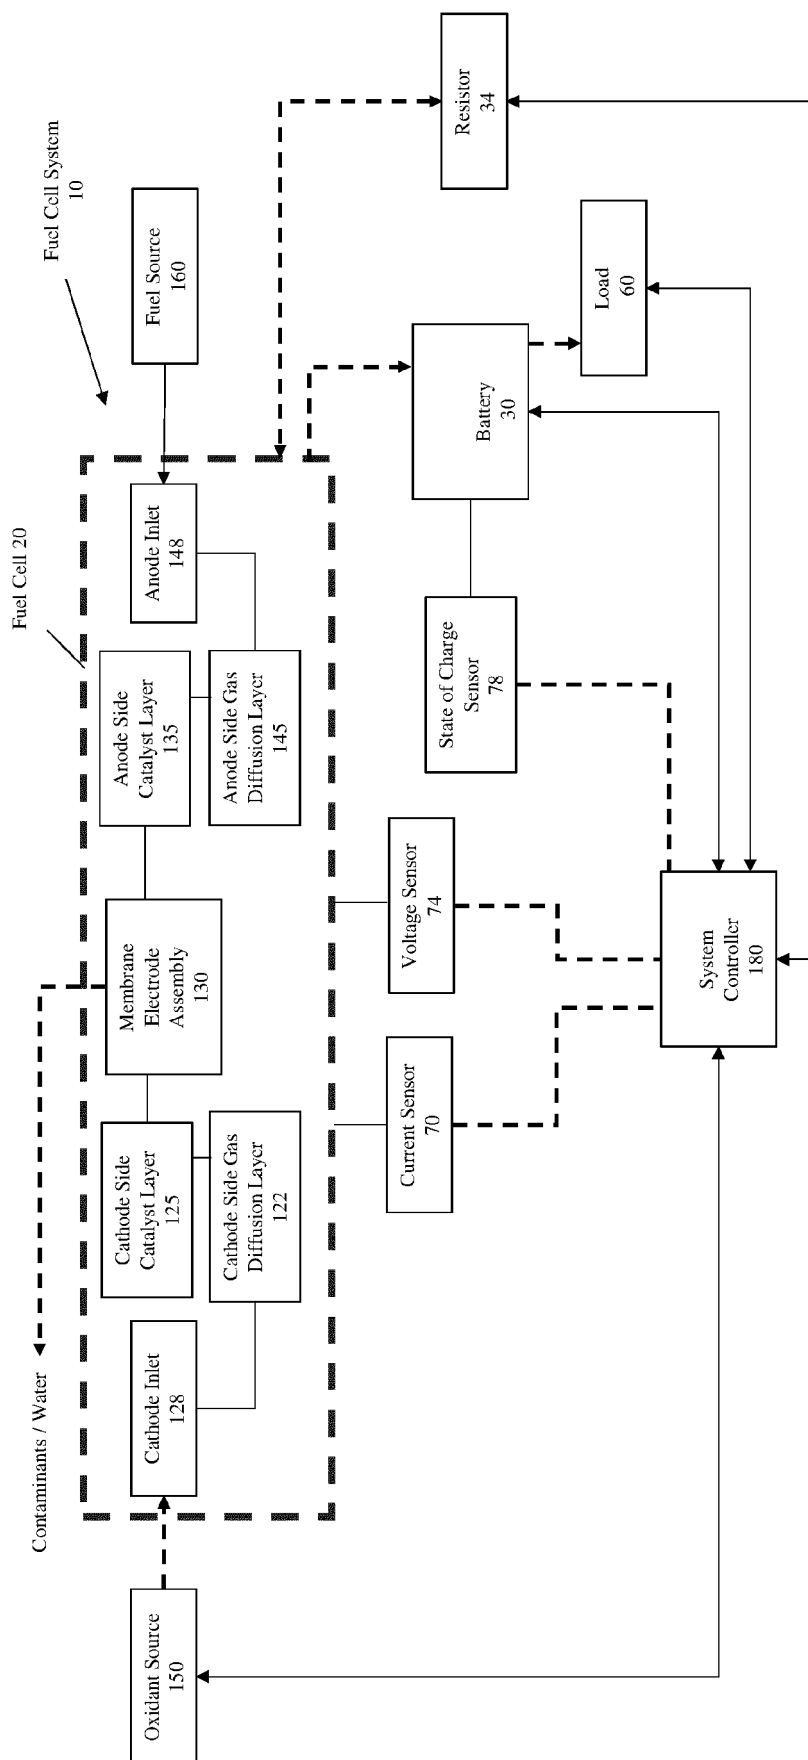 Fuel Cell 20
Contaminants / Water
Fuel Cell System
10
Oxidant Source
150
Cathode Inlet
128
Cathode Side
Catalyst Layer
125
Cathode Side Gas
Diffusion Layer
122
Membrane
Electrode
Assembly
130
Anode Side
Catalyst Layer
135
Anode Side Gas
Diffusion Layer
145
Anode Inlet
148
Fuel Source
160
Current Sensor
70
Voltage Sensor
74
State of Charge
Sensor
78
Battery
30
Resistor
34
Load
60
System
Controller
180